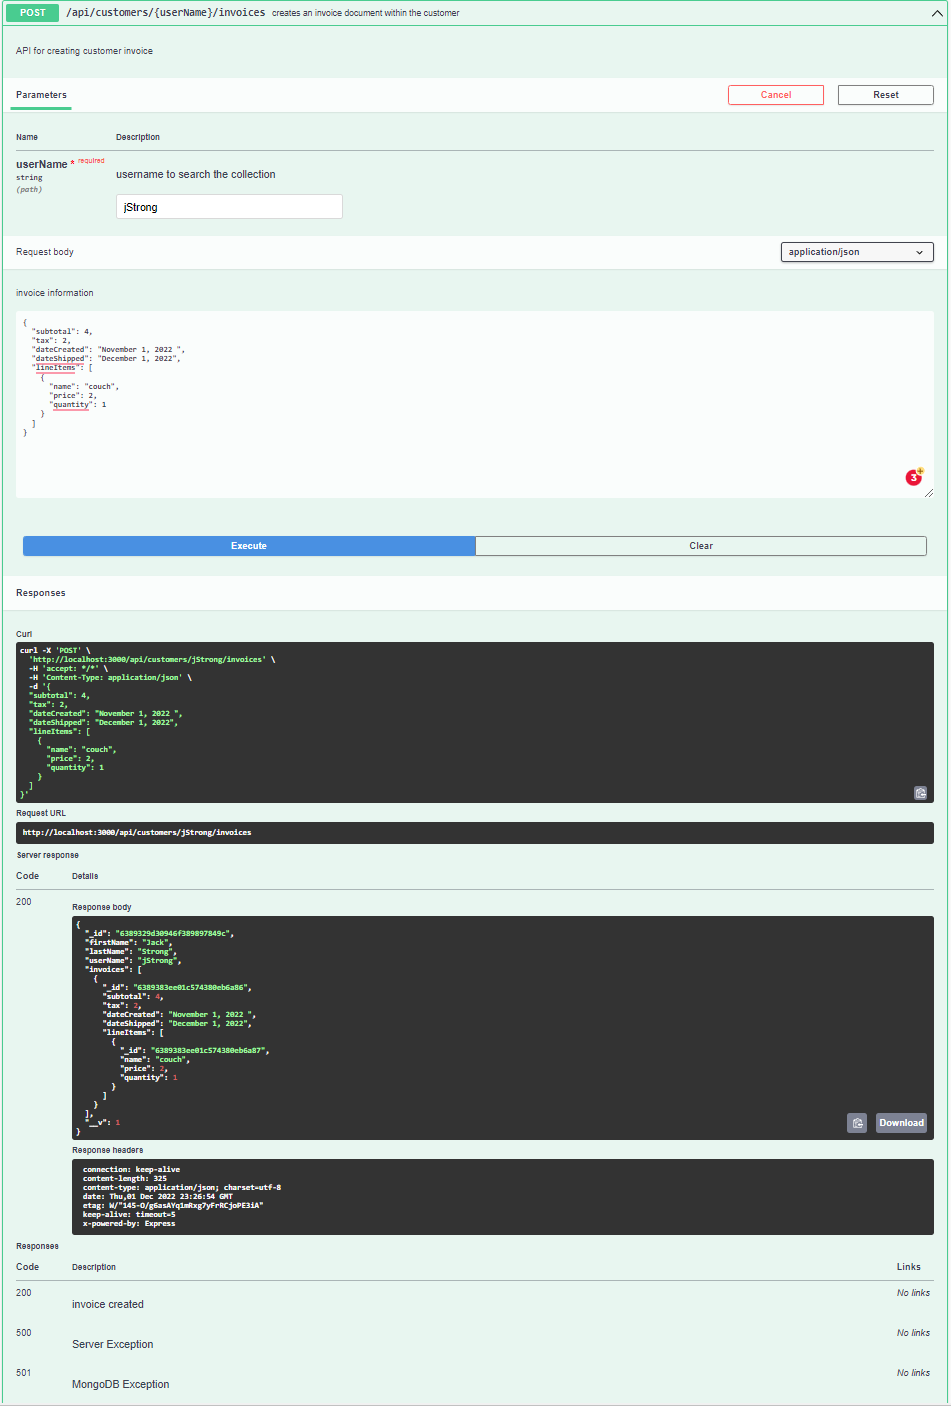 POST /api/customers/{userName}/invoices creates an invoice document within the customer
API for creating customer invoice
Parameters
Cancel
Reset
Name Description
userName * required
string
(path)
username to search the collection
jStrong
Request body
application/json
invoice information
{
"subtotal": 4,
"tax": 2,
"dateCreated": "November 1, 2022 ",
"dateShipped": "December 1, 2022",
"lineItems": [
{
"name": "couch",
"price": 2,
"quantity": 1
}
]
}
3
Execute
Clear
Responses
Curl
curl -X 'POST' \
'http://localhost:3000/api/customers/jStrong/invoices' \
-H 'accept: */*' \
-H 'Content-Type: application/json' \
-d '{
"subtotal": 4,
"tax": 2,
"dateCreated": "November 1, 2022 ",
"dateShipped": "December 1, 2022",
"lineItems": [
{
"name": "couch",
"price": 2,
"quantity": 1
}
]
}'
Request URL
http://localhost:3000/api/customers/jStrong/invoices
Server response
Code Details
200
Response body
{
"_id": "6389329d30946f389897849c",
"firstName": "Jack",
"lastName": "Strong",
"userName": "jStrong",
"invoices": [
{
"_id": "6389383ee01c574380eb6a86",
"subtotal": 4,
"tax": 2,
"dateCreated": "November 1, 2022 ",
"dateShipped": "December 1, 2022",
"lineItems": [
{
"_id": "6389383ee01c574380eb6a87",
"name": "couch",
"price": 2,
"quantity": 1
}
]
}
],
"__v": 1
}
Download
Response headers
connection: keep-alive
content-length: 325
content-type: application/json; charset=utf-8
date: Thu,01 Dec 2022 23:26:54 GMT
etag: W/"145-O/g6asAYq1mRxg7yFrRCjoPE3iA"
keep-alive: timeout=5
x-powered-by: Express
Responses
Code Description Links
200 No links
invoice created
500 No links
Server Exception
501 No links
MongoDB Exception